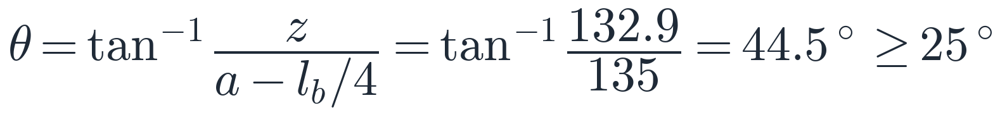 θ = tan⁻¹ z / (a − l_b/4) = tan⁻¹ 132.9 / 135 = 44.5° ≥ 25°